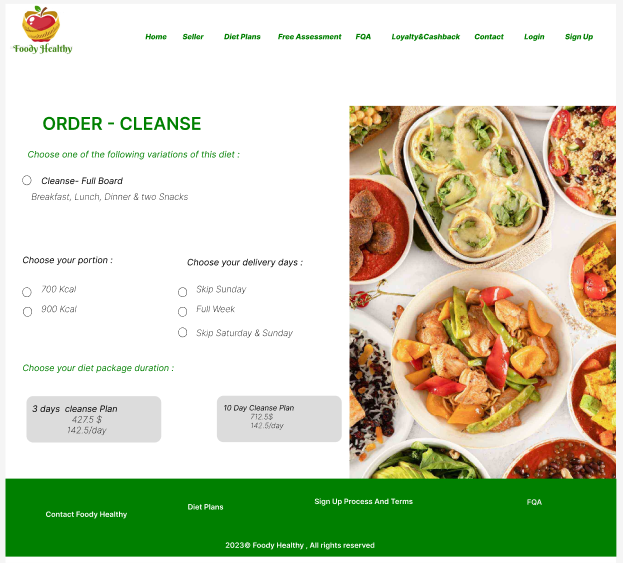 Foody Healthy
Home Seller Diet Plans Free Assessment FQA Loyalty&Cashback Contact Login Sign Up
ORDER - CLEANSE
Choose one of the following variations of this diet :
Cleanse- Full Board
Breakfast, Lunch, Dinner & two Snacks
Choose your portion :
700 Kcal
900 Kcal
Choose your delivery days :
Skip Sunday
Full Week
Skip Saturday & Sunday
Choose your diet package duration :
3 days cleanse Plan
427.5 $
142.5/day
10 Day Cleanse Plan
712.5$
142.5/day
Contact Foody Healthy
Diet Plans
Sign Up Process And Terms
FQA
2023© Foody Healthy , All rights reserved